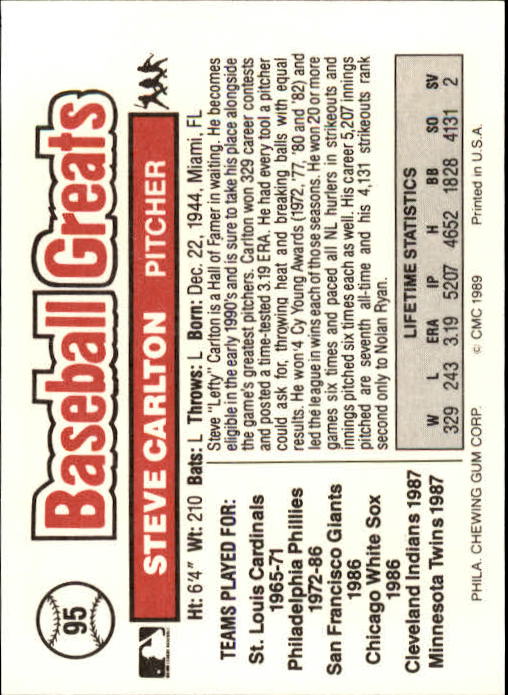 95
Baseball Greats
STEVE CARLTON PITCHER
Ht: 6'4" Wt: 210 Bats: L Throws: L Born: Dec. 22, 1944, Miami, FL
TEAMS PLAYED FOR:
St. Louis Cardinals
1965-71
Philadelphia Phillies
1972-86
San Francisco Giants
1986
Chicago White Sox
1986
Cleveland Indians 1987
Minnesota Twins 1987
Steve "Lefty" Carlton is a Hall of Famer in waiting. He becomes
eligible in the early 1990's and is sure to take his place alongside
the game's greatest pitchers. Carlton won 329 career contests
and posted a time-tested 3.19 ERA. He had every tool a pitcher
could ask for, throwing heat and breaking balls with equal
results. He won 4 Cy Young Awards (1972, '77, '80 and '82) and
led the league in wins each of those seasons. He won 20 or more
games six times and paced all NL hurlers in strikeouts and
innings pitched six times each as well. His career 5,207 innings
pitched are seventh all-time and his 4,131 strikeouts rank
second only to Nolan Ryan.
LIFETIME STATISTICS
W L ERA IP H BB SO SV
329 243 3.19 5207 4652 1828 4131 2
PHILA. CHEWING GUM CORP. © CMC 1989 Printed in U.S.A.